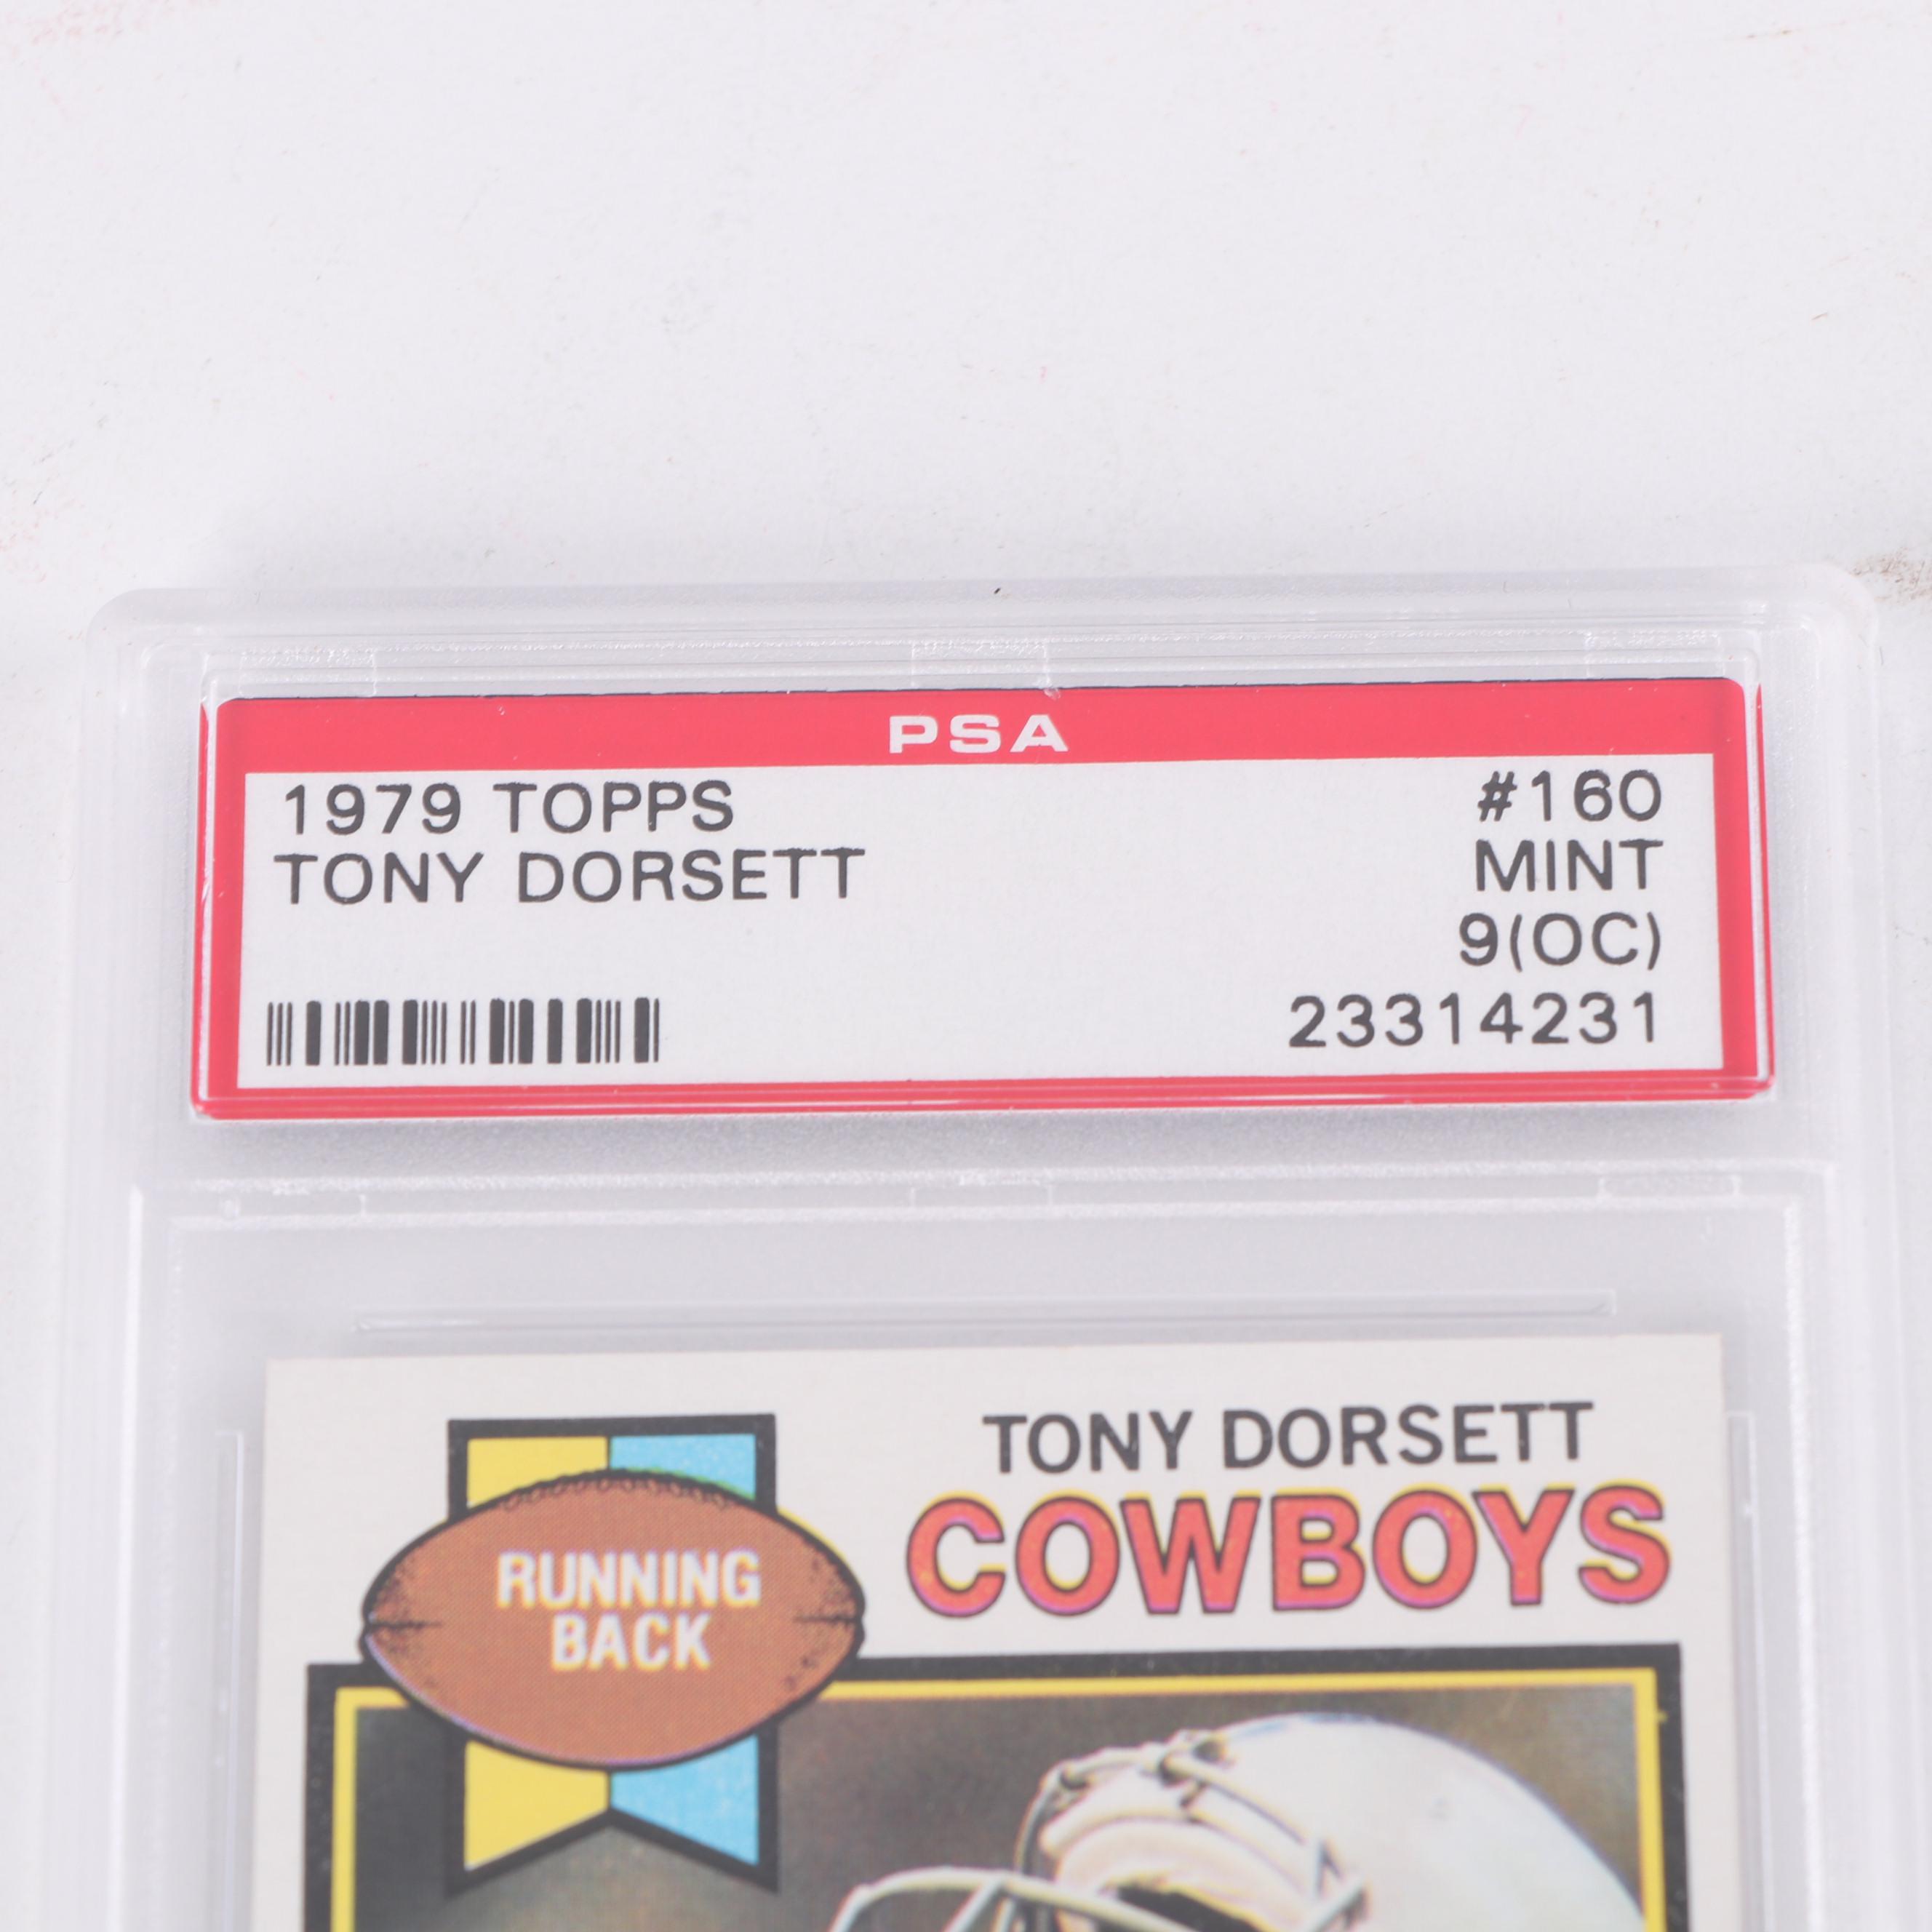 PSA
1979 TOPPS #160
TONY DORSETT MINT
9(OC)
23314231
TONY DORSETT
COWBOYS
RUNNING
BACK